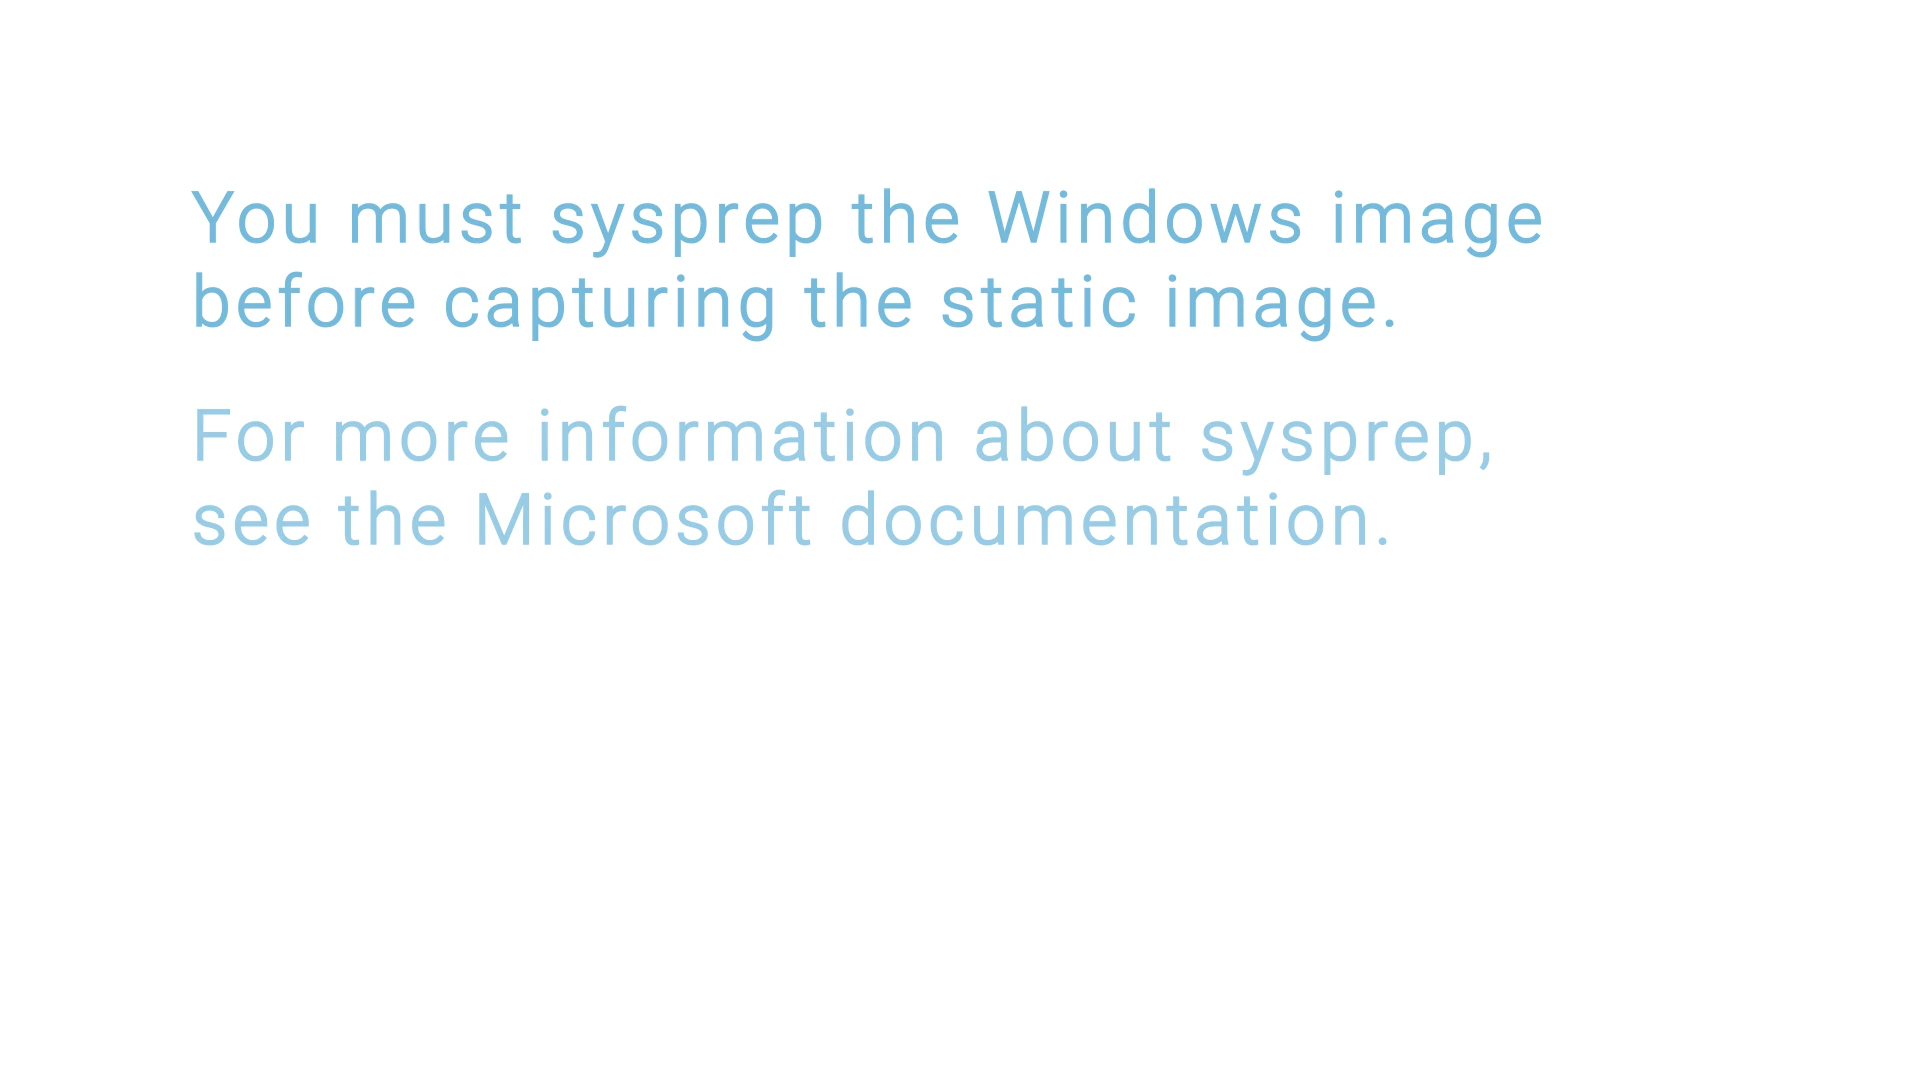 You must sysprep the Windows image
before capturing the static image.
For more information about sysprep,
see the Microsoft documentation.